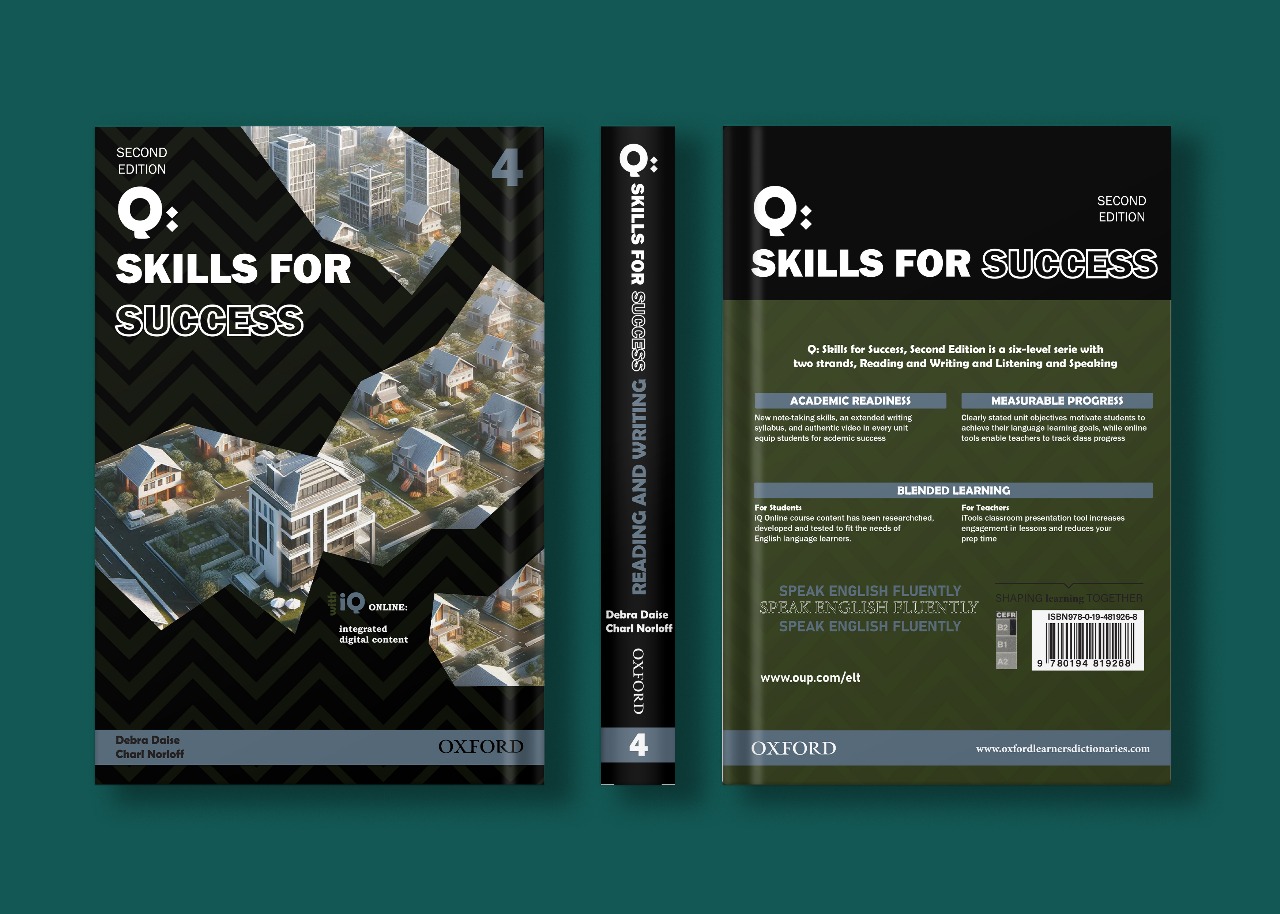 SECOND
EDITION
4
Q:
SKILLS FOR
SUCCESS
with iQ ONLINE:
integrated
digital content
Debra Daise
Charl Norloff
OXFORD
Q: SKILLS FOR SUCCESS READING AND WRITING
Debra Daise
Charl Norloff
OXFORD
4
Q:
SECOND
EDITION
SKILLS FOR SUCCESS
Q: Skills for Success, Second Edition is a six-level serie with
two strands, Reading and Writing and Listening and Speaking
ACADEMIC READINESS
New note-taking skills, an extended writing
syllabus, and authentic video in every unit
equip students for acdemic success
MEASURABLE PROGRESS
Clearly stated unit objectives motivate students to
achieve their language learning goals, while online
tools enable teachers to track class progress
BLENDED LEARNING
For Students
iQ Online course content has been researchched,
developed and tested to fit the needs of
English language learners.
For Teachers
iTools classroom presentation tool increases
engagement in lessons and reduces your
prep time
SPEAK ENGLISH FLUENTLY
SPEAK ENGLISH FLUENTLY
SPEAK ENGLISH FLUENTLY
SHAPING learning TOGETHER
CEFR
B2
B1
A2
ISBN978-0-19-481926-8
9 780194 819268
www.oup.com/elt
OXFORD
www.oxfordlearnersdictionaries.com